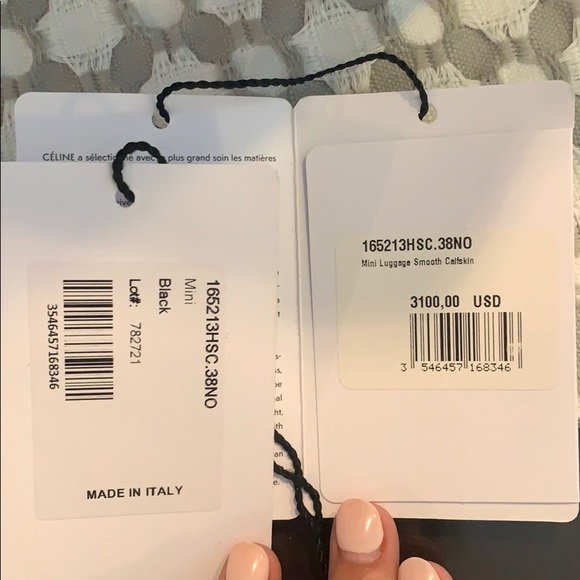 CÉLINE a sélectionné avec le plus grand soin les matières
165213HSC.38NO
Mini
Black
Lot#: 782721
3546457168346
MADE IN ITALY
165213HSC.38NO
Mini Luggage Smooth Calfskin
3100,00 USD
3 546457 168346